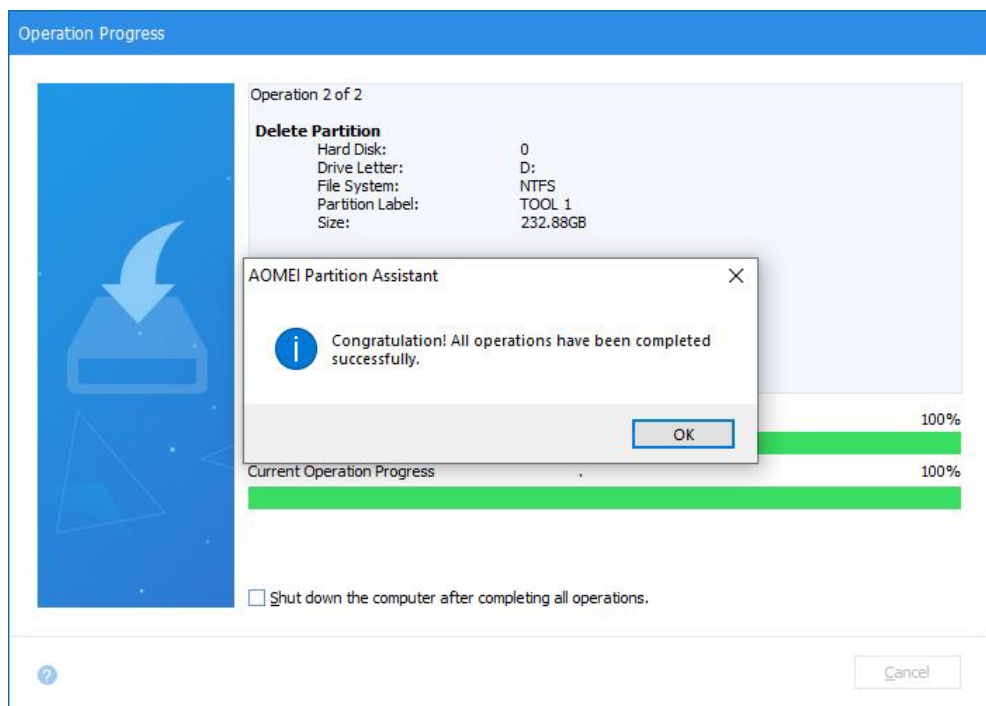 Operation Progress
Operation 2 of 2
Delete Partition
Hard Disk: 0
Drive Letter: D:
File System: NTFS
Partition Label: TOOL 1
Size: 232.88GB
AOMEI Partition Assistant
Congratulation! All operations have been completed
successfully.
OK
100%
Current Operation Progress 100%
Shut down the computer after completing all operations.
Cancel